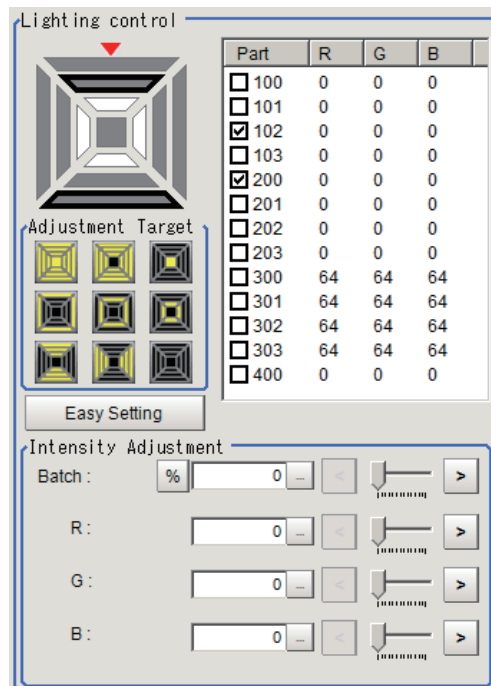 Lighting control
Part R G B
100 0 0 0
101 0 0 0
102 0 0 0
103 0 0 0
200 0 0 0
201 0 0 0
202 0 0 0
203 0 0 0
300 64 64 64
301 64 64 64
302 64 64 64
303 64 64 64
400 0 0 0
Adjustment Target
Easy Setting
Intensity Adjustment
Batch : % 0 ... < >
R : 0 ... < >
G : 0 ... < >
B : 0 ... < >